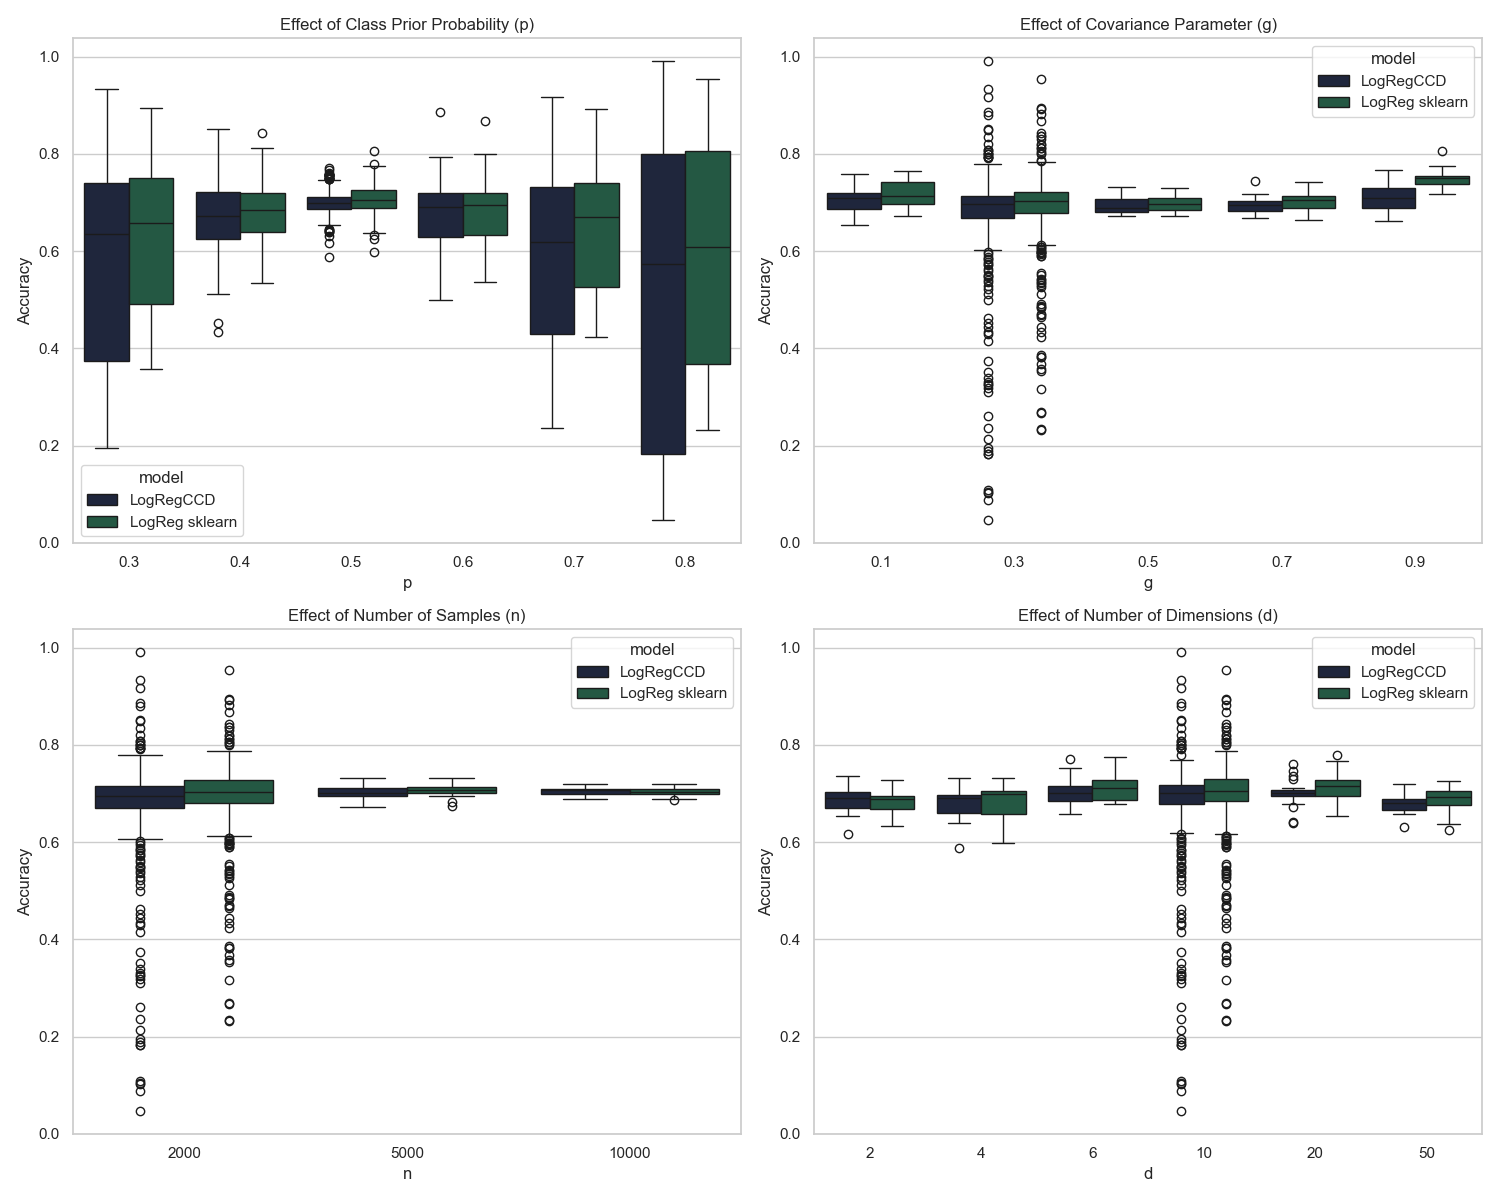 Effect of Class Prior Probability (p)
Accuracy
1.0
0.8
0.6
0.4
0.2
0.0
model
LogRegCCD
LogReg sklearn
0.3 0.4 0.5 0.6 0.7 0.8
p
Effect of Covariance Parameter (g)
Accuracy
1.0
0.8
0.6
0.4
0.2
0.0
model
LogRegCCD
LogReg sklearn
0.1 0.3 0.5 0.7 0.9
g
Effect of Number of Samples (n)
Accuracy
1.0
0.8
0.6
0.4
0.2
0.0
model
LogRegCCD
LogReg sklearn
2000 5000 10000
n
Effect of Number of Dimensions (d)
Accuracy
1.0
0.8
0.6
0.4
0.2
0.0
model
LogRegCCD
LogReg sklearn
2 4 6 10 20 50
d